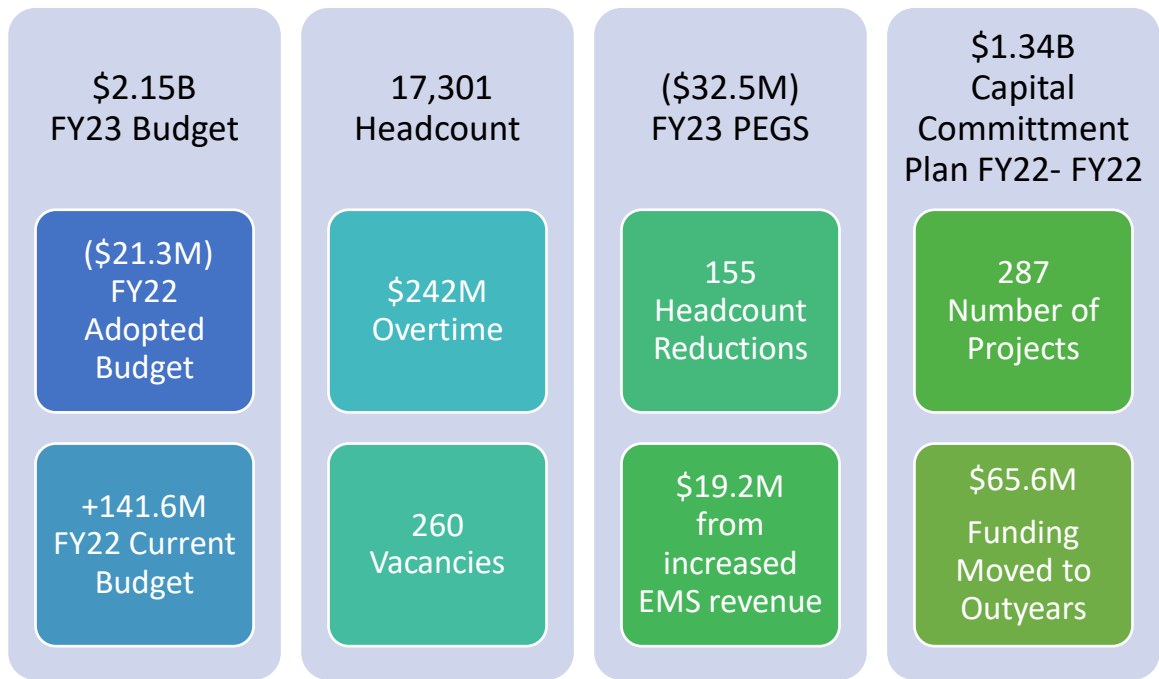 $2.15B
FY23 Budget
($21.3M)
FY22
Adopted
Budget
+141.6M
FY22 Current
Budget
17,301
Headcount
$242M
Overtime
260
Vacancies
($32.5M)
FY23 PEGS
155
Headcount
Reductions
$19.2M
from
increased
EMS revenue
$1.34B
Capital
Committment
Plan FY22- FY22
287
Number of
Projects
$65.6M
Funding
Moved to
Outyears